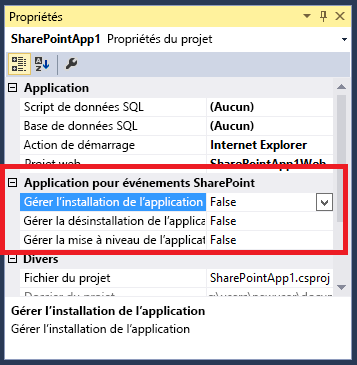 Propriétés
SharePointApp1 Propriétés du projet
Application
Script de données SQL (Aucun)
Base de données SQL (Aucun)
Action de démarrage Internet Explorer
Projet web SharePointApp1Web
Application pour événements SharePoint
Gérer l'installation de l'application False
Gérer la désinstallation de l'applica False
Gérer la mise à niveau de l'applicat False
Divers
Fichier du projet SharePointApp1.csproj
Dossier du projet
Gérer l'installation de l'application
Gérer l'installation de l'application